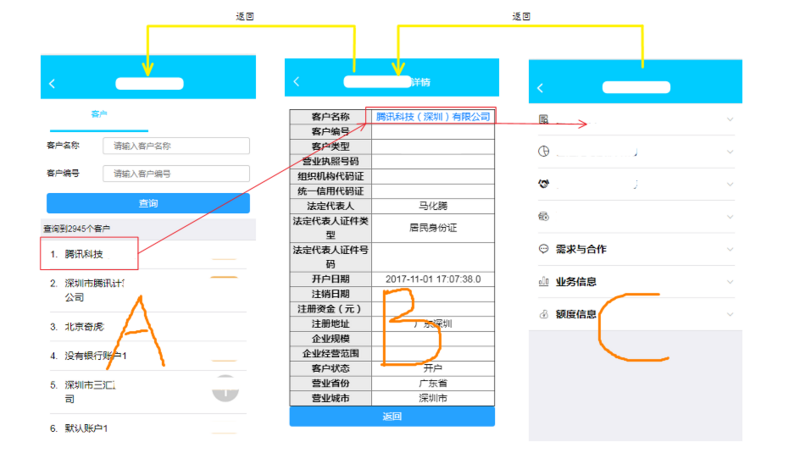 返回
返回
客户
客户名称 请输入客户名称
客户编号 请输入客户编号
查询
查询到2945个客户
1. 腾讯科技
2. 深圳市腾讯计
公司
3. 北京奇虎
4. 没有银行账户1
5. 深圳市三汇
司
6. 默认账户1
A
详情
客户名称 腾讯科技（深圳）有限公司
客户编号
客户类型
营业执照号码
组织机构代码证
统一信用代码证
法定代表人 马化腾
法定代表人证件类
型 居民身份证
法定代表人证件号
码
开户日期 2017-11-01 17:07:38.0
注销日期
注册资金（元）
注册地址 广东深圳
企业规模
企业经营范围
客户状态 开户
营业省份 广东省
营业城市 深圳市
返回
B
需求与合作
业务信息
额度信息
C